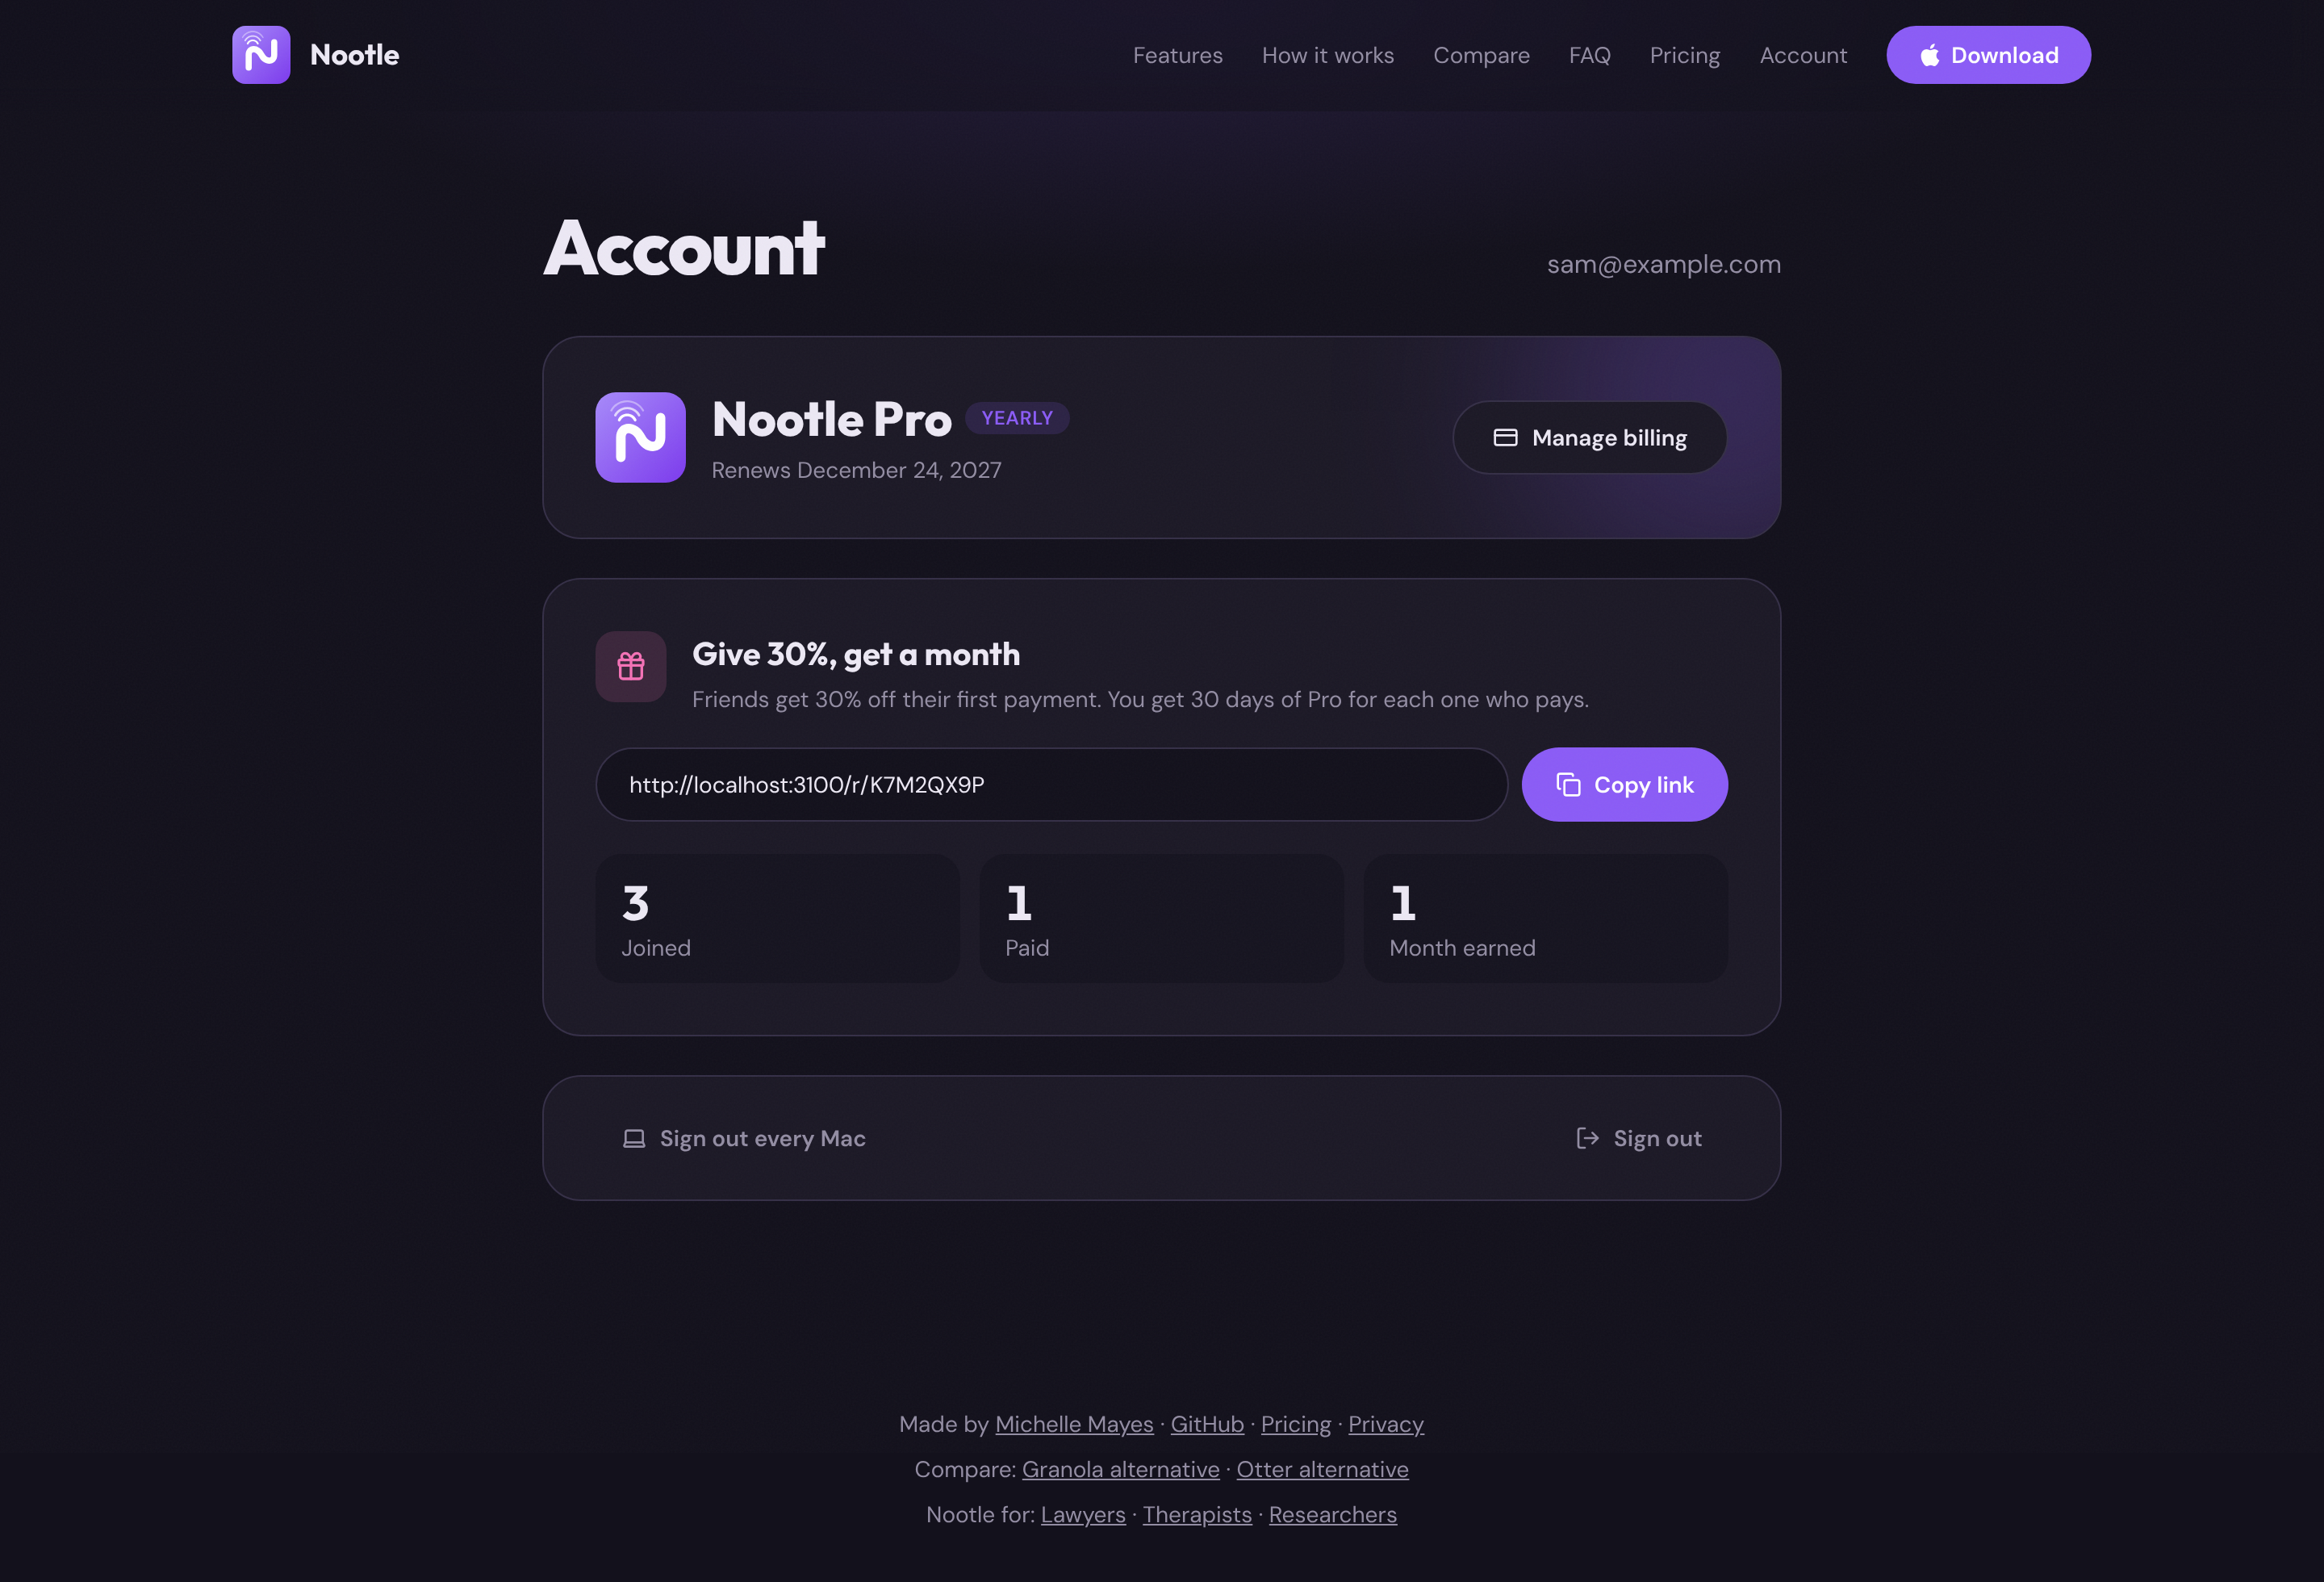 Nootle
Features How it works Compare FAQ Pricing Account Download
Account
sam@example.com
Nootle Pro YEARLY
Renews December 24, 2027
Manage billing
Give 30%, get a month
Friends get 30% off their first payment. You get 30 days of Pro for each one who pays.
http://localhost:3100/r/K7M2QX9P
Copy link
3 1 1
Joined Paid Month earned
Sign out every Mac Sign out
Made by Michelle Mayes · GitHub · Pricing · Privacy
Compare: Granola alternative · Otter alternative
Nootle for: Lawyers · Therapists · Researchers